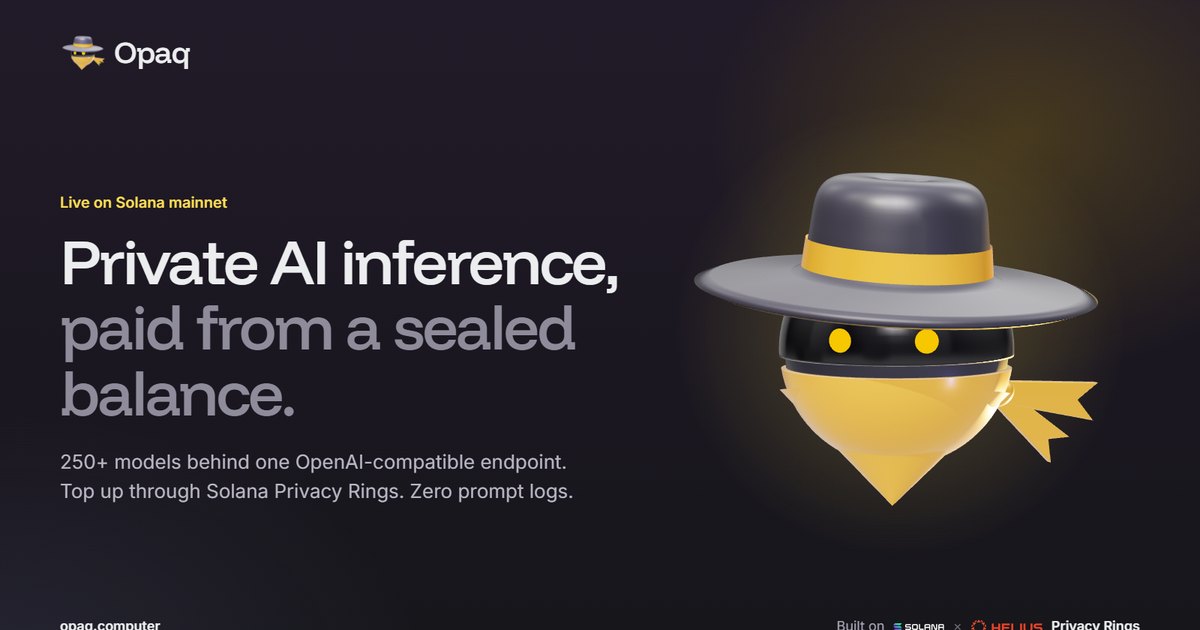 Opaq
Live on Solana mainnet
Private AI inference,
paid from a sealed
balance.
250+ models behind one OpenAI-compatible endpoint.
Top up through Solana Privacy Rings. Zero prompt logs.
opaq.computer
Built on SOLANA × HELIUS Privacy Rings